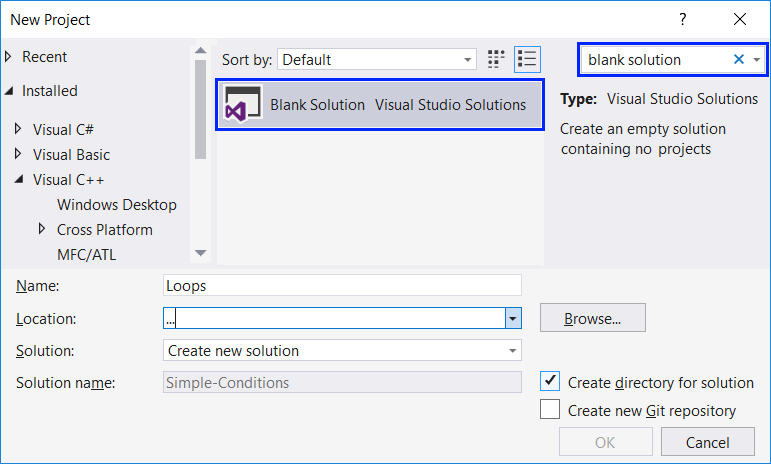 New Project
?
Recent
Installed
Visual C#
Visual Basic
Visual C++
Windows Desktop
Cross Platform
MFC/ATL
Sort by: Default
Blank Solution Visual Studio Solutions
blank solution
Type: Visual Studio Solutions
Create an empty solution
containing no projects
Name: Loops
Location: ... Browse...
Solution: Create new solution
Solution name: Simple-Conditions
Create directory for solution
Create new Git repository
OK Cancel